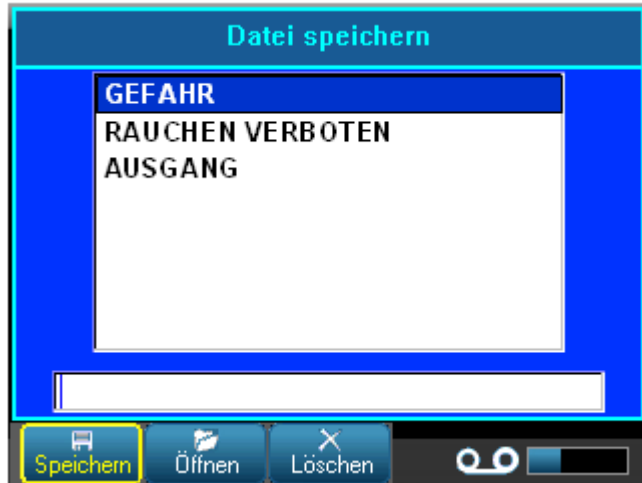 Datei speichern
GEFAHR
RAUCHEN VERBOTEN
AUSGANG
Speichern
Öffnen
Löschen